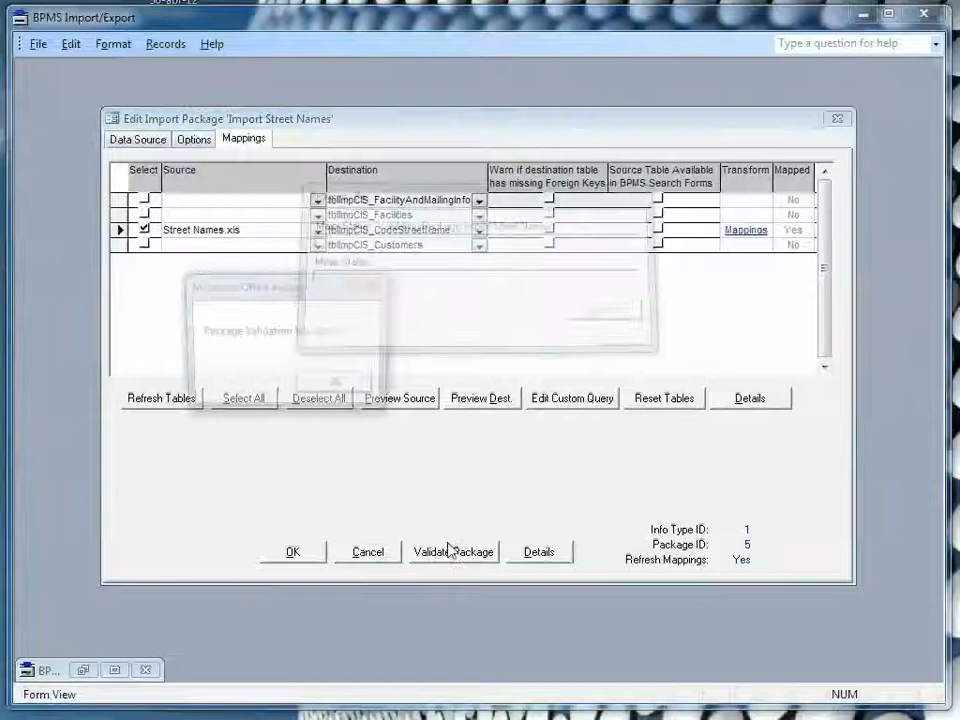 BPMS Import/Export
File Edit Format Records Help
Type a question for help
Edit Import Package 'Import Street Names'
Data Source Options Mappings
Select Source Destination Warn if destination table has missing Foreign Keys Source Table Available in BPMS Search Forms Transform Mapped
tblImpCIS_FacilityAndMailingInfo No
tblImpCIS_Facilities No
Street Names.xls tblImpCIS_CodeStreetName Mappings Yes
tblImpCIS_Customers No
Package Validation
Refresh Tables Select All Deselect All Preview Source Preview Dest. Edit Custom Query Reset Tables Details
Info Type ID: 1
Package ID: 5
Refresh Mappings: Yes
OK Cancel Validate Package Details
BP...
Form View NUM